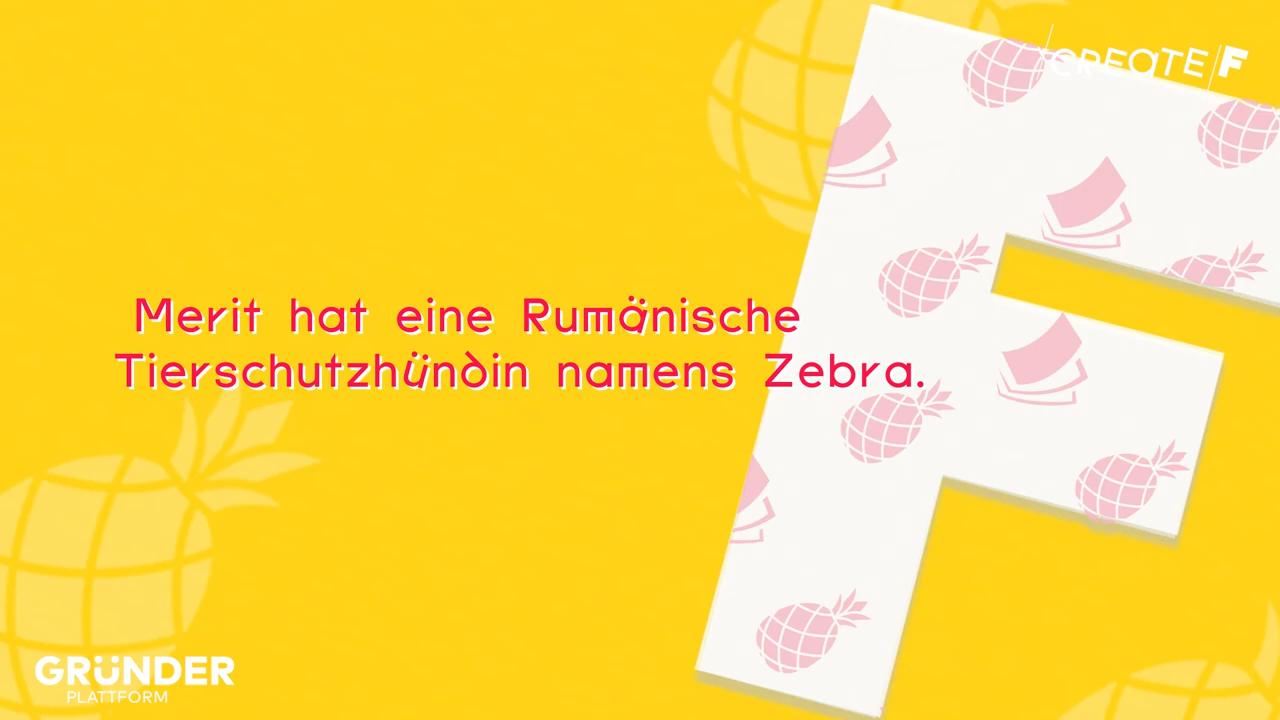 CREATE F
Merit hat eine Rumänische
Tierschutzhündin namens Zebra.
GRÜNDER
PLATTFORM